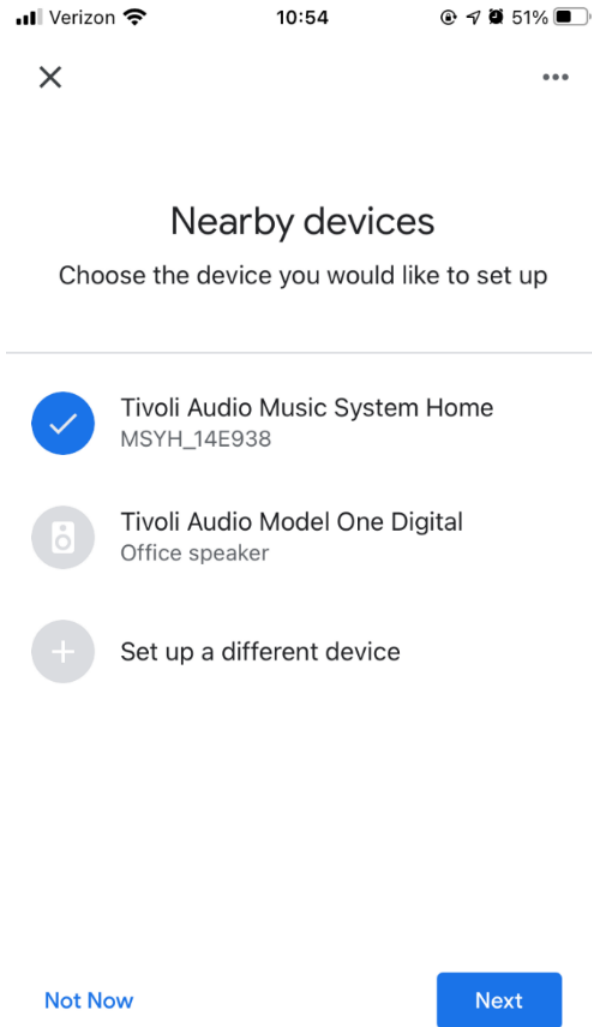 Verizon 10:54 51%
Nearby devices
Choose the device you would like to set up
Tivoli Audio Music System Home
MSYH_14E938
Tivoli Audio Model One Digital
Office speaker
Set up a different device
Not Now Next